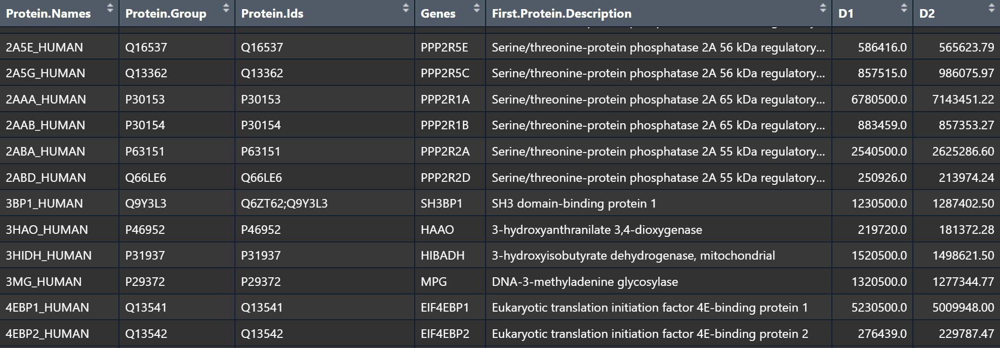 Protein.Names Protein.Group Protein.Ids Genes First.Protein.Description D1 D2
2A5E_HUMAN Q16537 Q16537 PPP2R5E Serine/threonine-protein phosphatase 2A 56 kDa regulatory... 586416.0 565623.79
2A5G_HUMAN Q13362 Q13362 PPP2R5C Serine/threonine-protein phosphatase 2A 56 kDa regulatory... 857515.0 986075.97
2AAA_HUMAN P30153 P30153 PPP2R1A Serine/threonine-protein phosphatase 2A 65 kDa regulatory... 6780500.0 7143451.22
2AAB_HUMAN P30154 P30154 PPP2R1B Serine/threonine-protein phosphatase 2A 65 kDa regulatory... 883459.0 857353.27
2ABA_HUMAN P63151 P63151 PPP2R2A Serine/threonine-protein phosphatase 2A 55 kDa regulatory... 2540500.0 2625286.60
2ABD_HUMAN Q66LE6 Q66LE6 PPP2R2D Serine/threonine-protein phosphatase 2A 55 kDa regulatory... 250926.0 213974.24
3BP1_HUMAN Q9Y3L3 Q6ZT62;Q9Y3L3 SH3BP1 SH3 domain-binding protein 1 1230500.0 1287402.50
3HAO_HUMAN P46952 P46952 HAAO 3-hydroxyanthranilate 3,4-dioxygenase 219720.0 181372.28
3HIDH_HUMAN P31937 P31937 HIBADH 3-hydroxyisobutyrate dehydrogenase, mitochondrial 1520500.0 1498621.50
3MG_HUMAN P29372 P29372 MPG DNA-3-methyladenine glycosylase 1320500.0 1277344.77
4EBP1_HUMAN Q13541 Q13541 EIF4EBP1 Eukaryotic translation initiation factor 4E-binding protein 1 5230500.0 5009948.00
4EBP2_HUMAN Q13542 Q13542 EIF4EBP2 Eukaryotic translation initiation factor 4E-binding protein 2 276439.0 229787.47